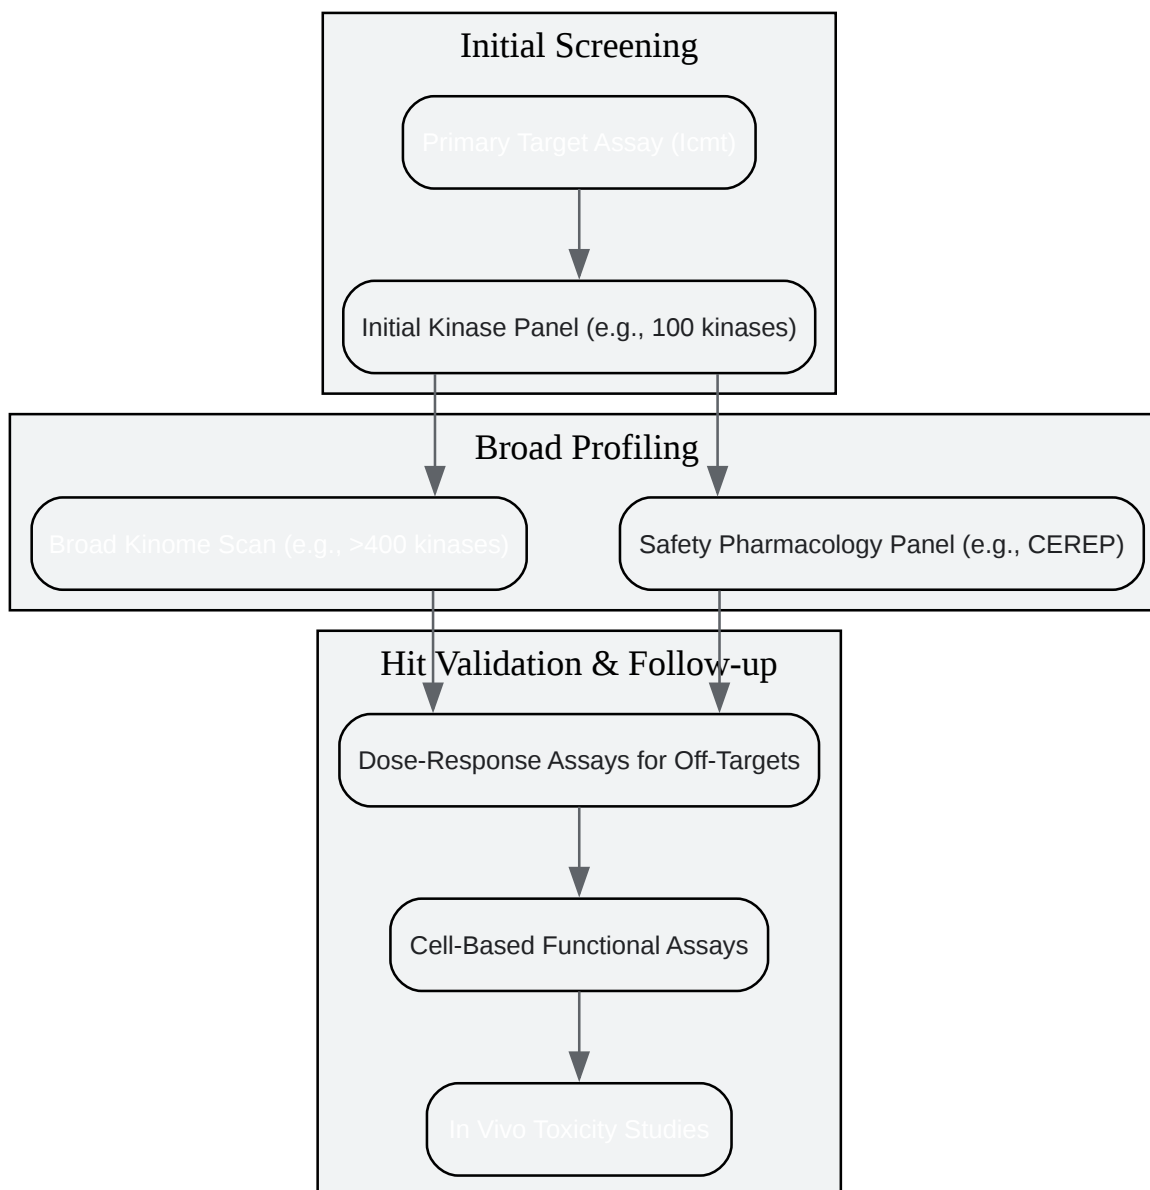 Initial Screening
Primary Target Assay (Icmt)
Initial Kinase Panel (e.g., 100 kinases)
Broad Profiling
Broad Kinome Scan (e.g., >400 kinases)
Safety Pharmacology Panel (e.g., CEREP)
Hit Validation & Follow-up
Dose-Response Assays for Off-Targets
Cell-Based Functional Assays
In Vivo Toxicity Studies